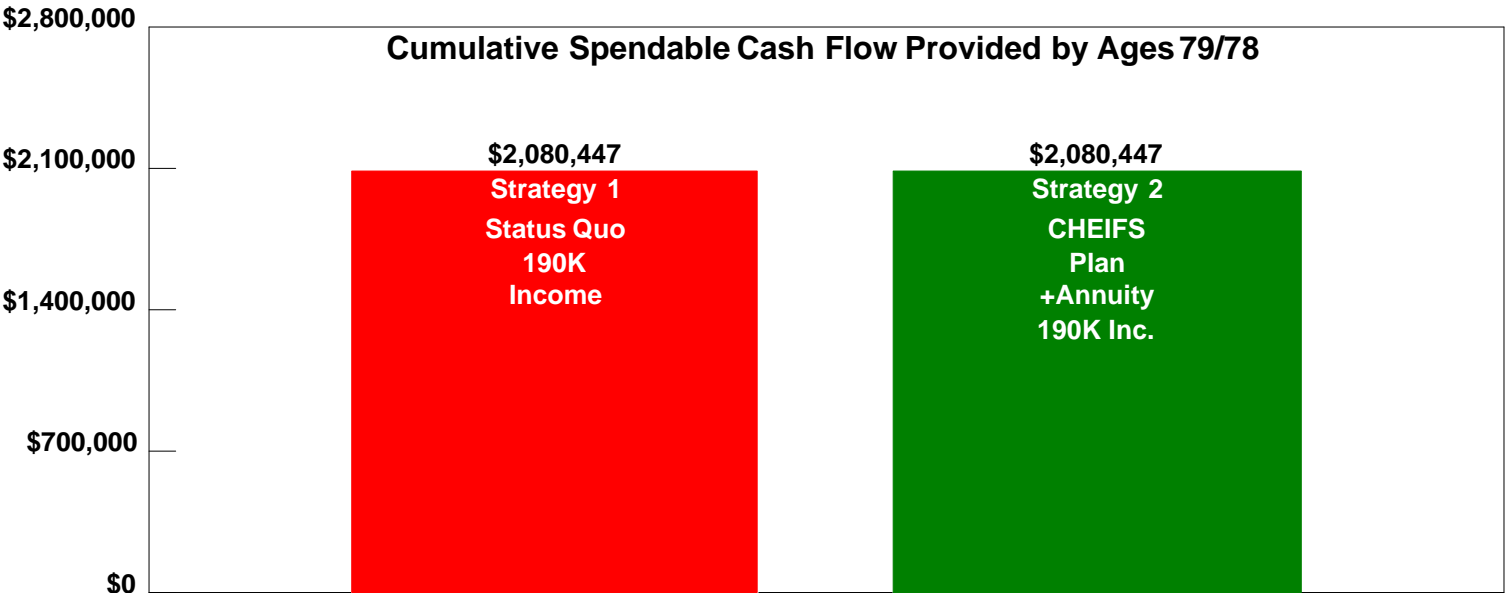 $2,800,000
Cumulative Spendable Cash Flow Provided by Ages 79/78
$2,100,000
$2,080,447
$2,080,447
Strategy 1
Status Quo
190K
Income
Strategy 2
CHEIFS
Plan
+Annuity
190K Inc.
$1,400,000
$700,000
$0